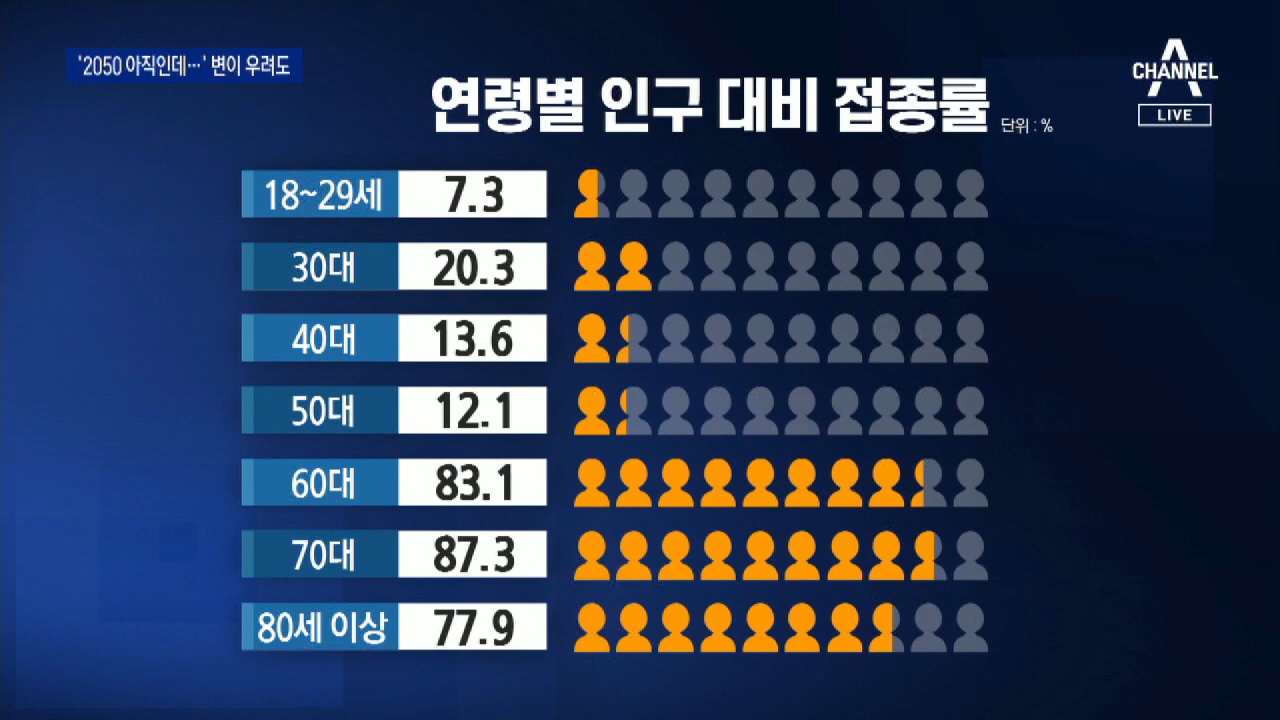 '2050 아직인데…' 변이 우려도
CHANNEL A
LIVE
연령별 인구 대비 접종률 단위 : %
18~29세 7.3
30대 20.3
40대 13.6
50대 12.1
60대 83.1
70대 87.3
80세 이상 77.9